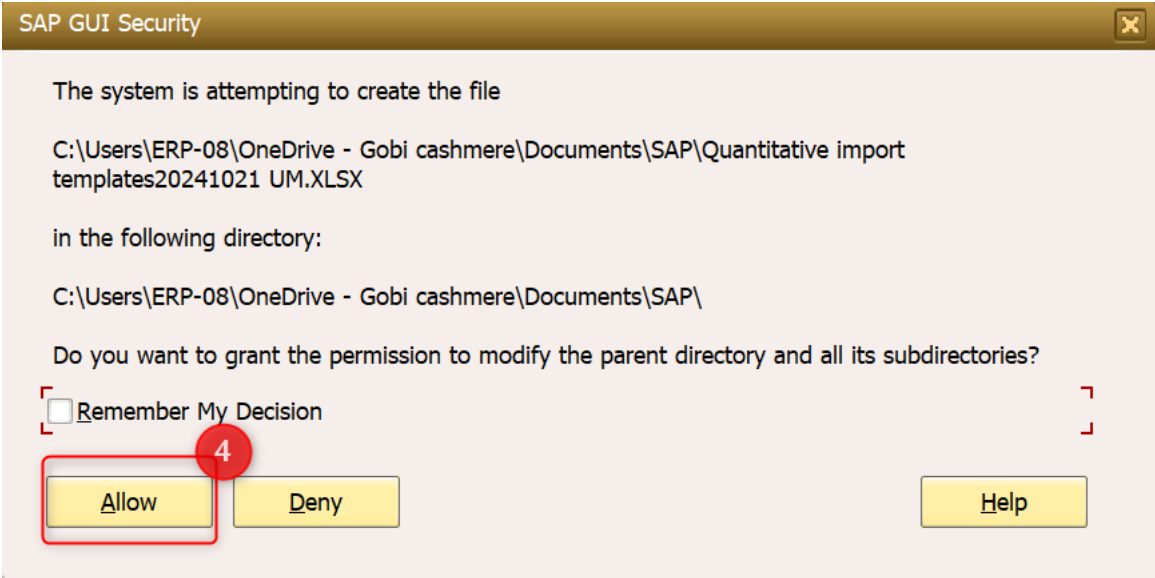 SAP GUI Security
The system is attempting to create the file
C:\Users\ERP-08\OneDrive - Gobi cashmere\Documents\SAP\Quantitative import
templates20241021 UM.XLSX
in the following directory:
C:\Users\ERP-08\OneDrive - Gobi cashmere\Documents\SAP\
Do you want to grant the permission to modify the parent directory and all its subdirectories?
Remember My Decision
4
Allow
Deny
Help